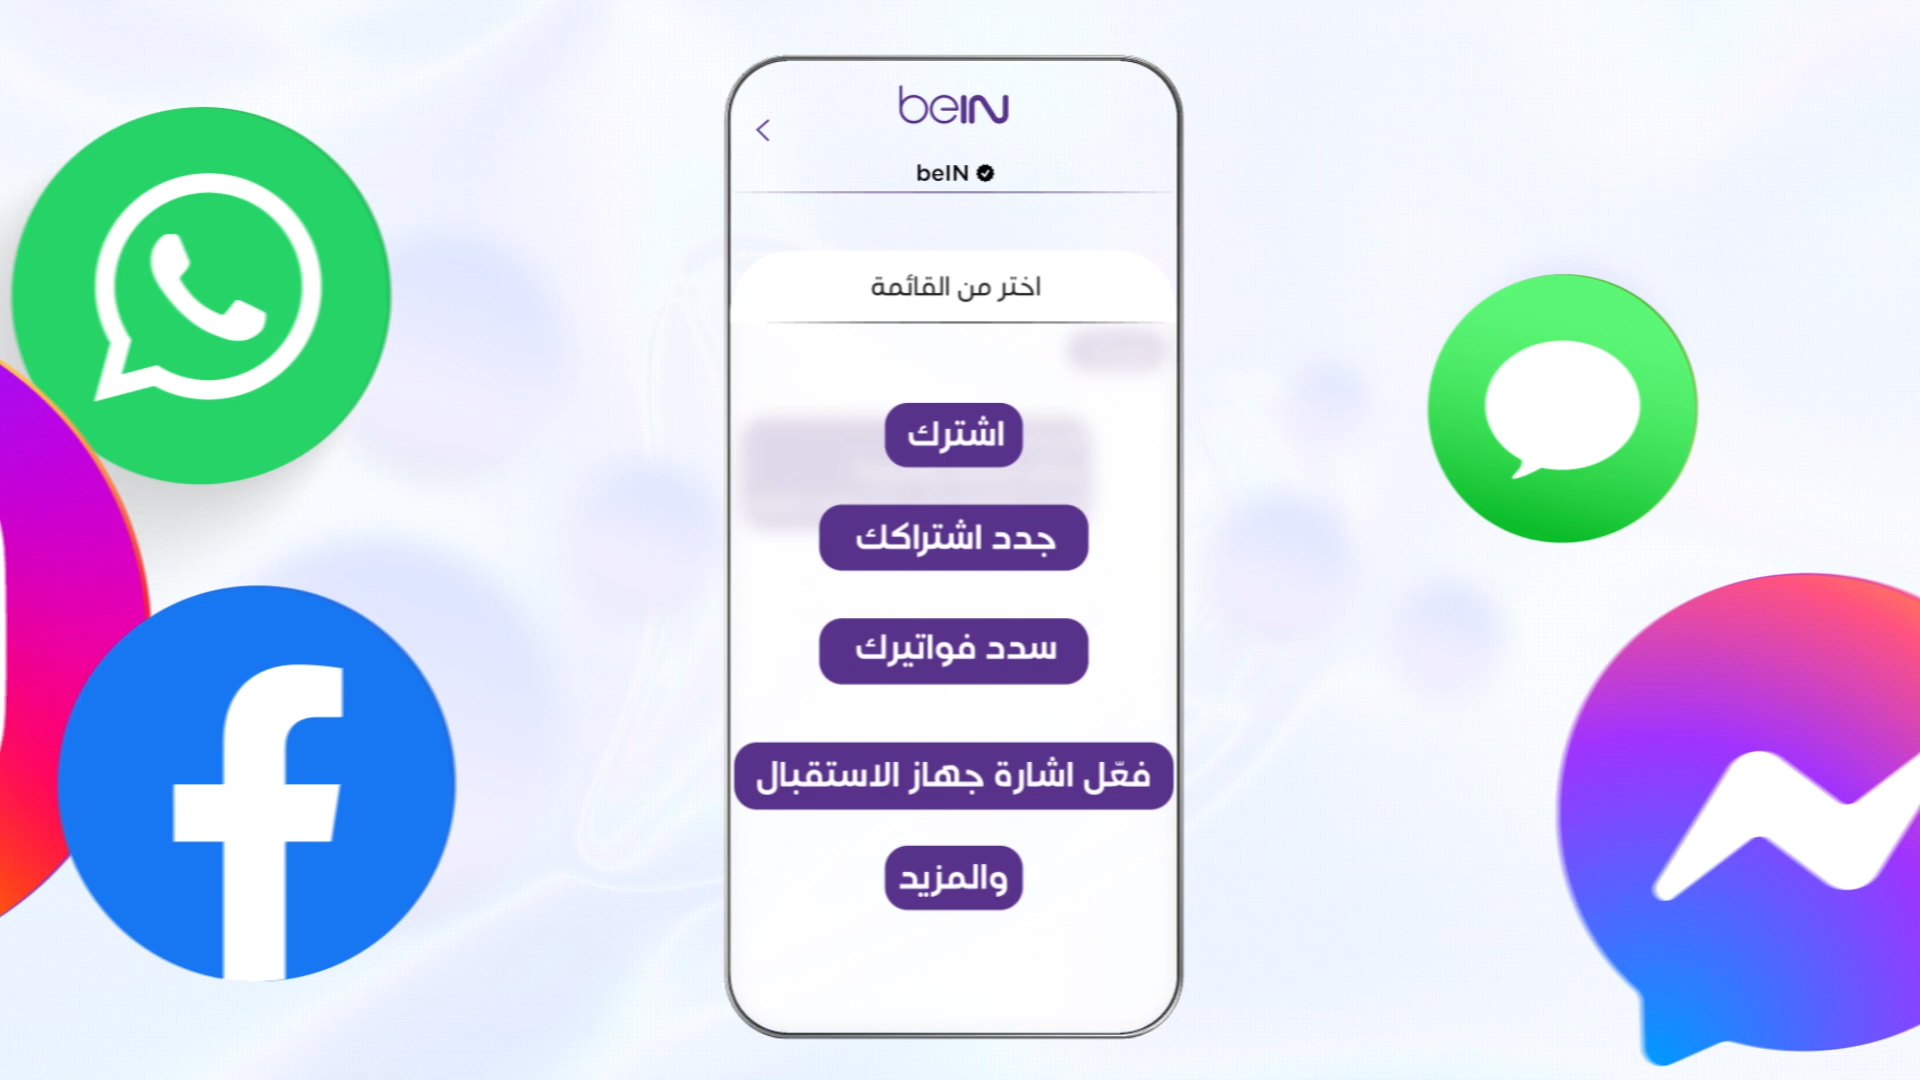 beIN
beIN
اختر من القائمة
اشترك
جدد اشتراكك
سدد فواتيرك
فعّل اشارة جهاز الاستقبال
والمزيد